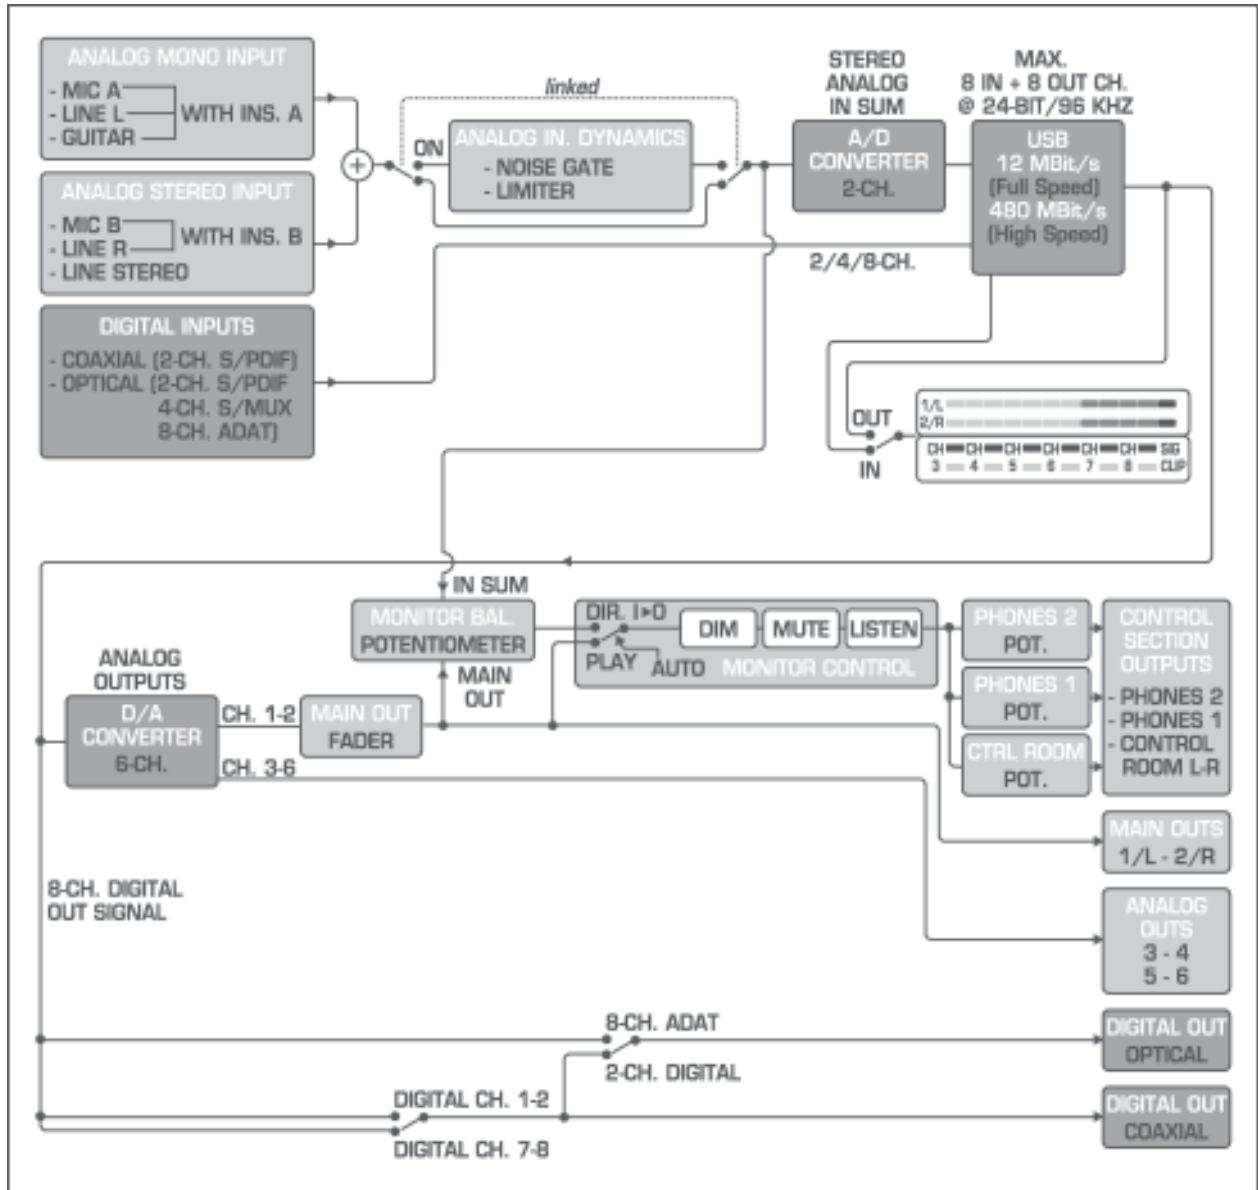 ANALOG MONO INPUT
- MIC A
- LINE L
- GUITAR
WITH INS. A
ANALOG STEREO INPUT
- MIC B
- LINE R
- LINE STEREO
WITH INS. B
DIGITAL INPUTS
- COAXIAL (2-CH. S/PDIF)
- OPTICAL (2-CH. S/PDIF
4-CH. S/MUX
8-CH. ADAT)
linked
ON
ANALOG IN. DYNAMICS
- NOISE GATE
- LIMITER
STEREO
ANALOG
IN SUM
A/D
CONVERTER
2-CH.
MAX.
8 IN + 8 OUT CH.
@ 24-BIT/96 KHZ
USB
12 MBit/s
(Full Speed)
480 MBit/s
(High Speed)
2/4/8-CH.
OUT
IN
1/L
2/R
CH CH CH CH CH CH SIG
3 4 5 6 7 8 CLIP
IN SUM
MONITOR BAL.
POTENTIOMETER
MAIN
OUT
DIR. I▸O
PLAY
AUTO
DIM
MUTE
LISTEN
MONITOR CONTROL
PHONES 2
POT.
PHONES 1
POT.
CTRL ROOM
POT.
CONTROL
SECTION
OUTPUTS
- PHONES 2
- PHONES 1
- CONTROL
ROOM L-R
ANALOG
OUTPUTS
D/A
CONVERTER
6-CH.
CH. 1-2
CH. 3-6
MAIN OUT
FADER
MAIN OUTS
1/L - 2/R
8-CH. DIGITAL
OUT SIGNAL
ANALOG
OUTS
3 - 4
5 - 6
8-CH. ADAT
2-CH. DIGITAL
DIGITAL OUT
OPTICAL
DIGITAL CH. 1-2
DIGITAL CH. 7-8
DIGITAL OUT
COAXIAL